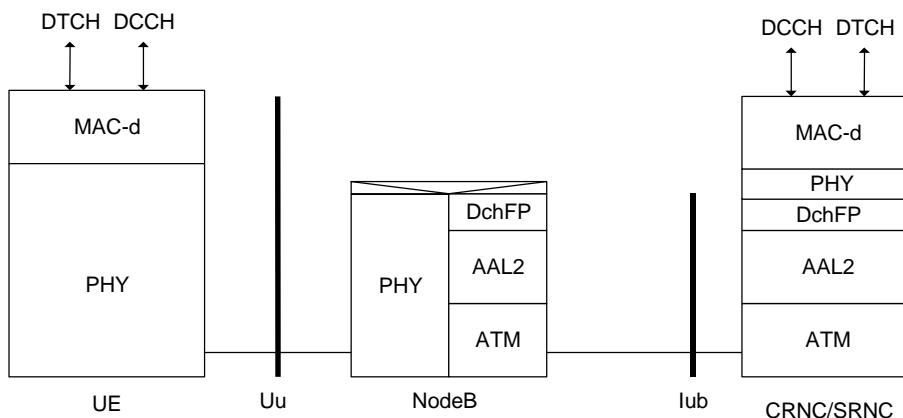 DTCH DCCH
MAC-d
PHY
UE
Uu
DchFP
PHY
AAL2
ATM
NodeB
Iub
DCCH DTCH
MAC-d
PHY
DchFP
AAL2
ATM
CRNC/SRNC